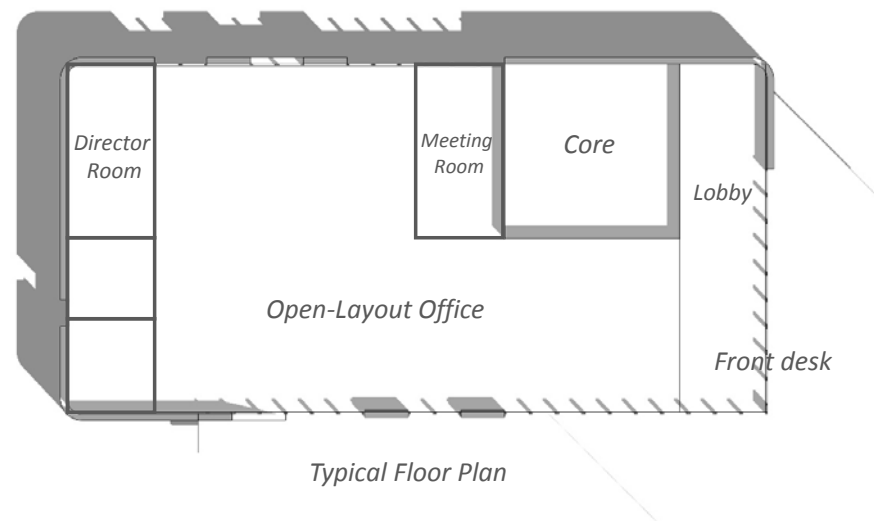 Director
Room
Meeting
Room
Core
Lobby
Open-Layout Office
Front desk
Typical Floor Plan